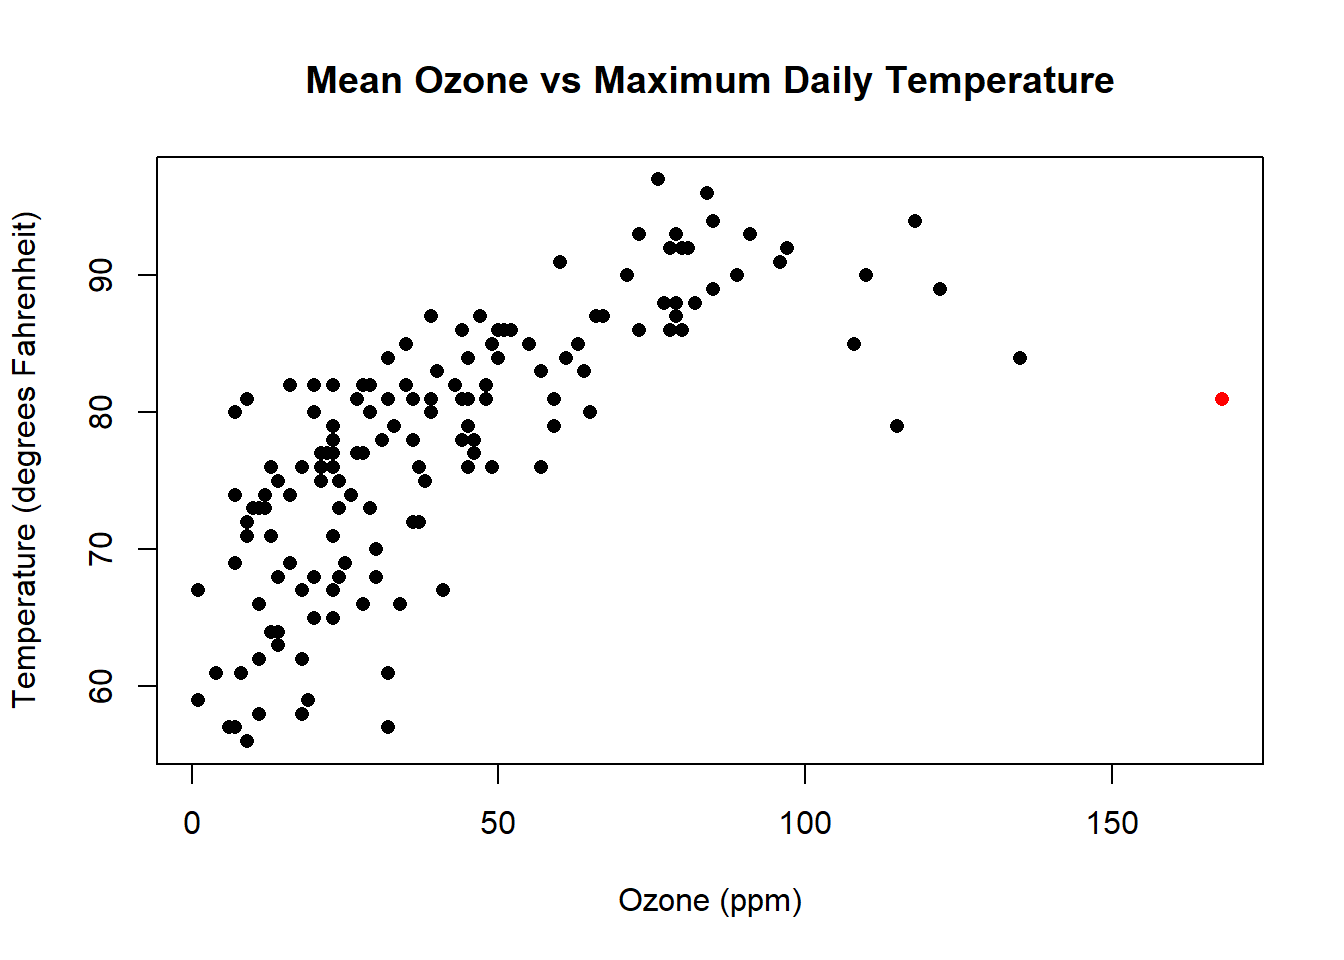 Mean Ozone vs Maximum Daily Temperature
Temperature (degrees Fahrenheit)
90
80
70
60
0 50 100 150
Ozone (ppm)